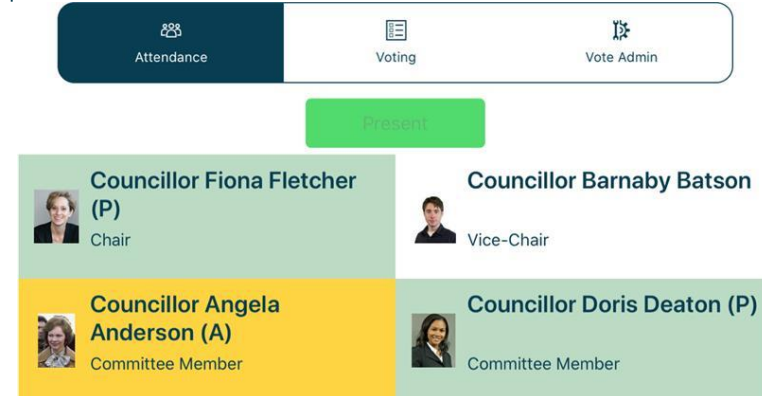 Attendance
Voting
Vote Admin
Present
Councillor Fiona Fletcher
(P)
Chair
Councillor Barnaby Batson
Vice-Chair
Councillor Angela
Anderson (A)
Committee Member
Councillor Doris Deaton (P)
Committee Member